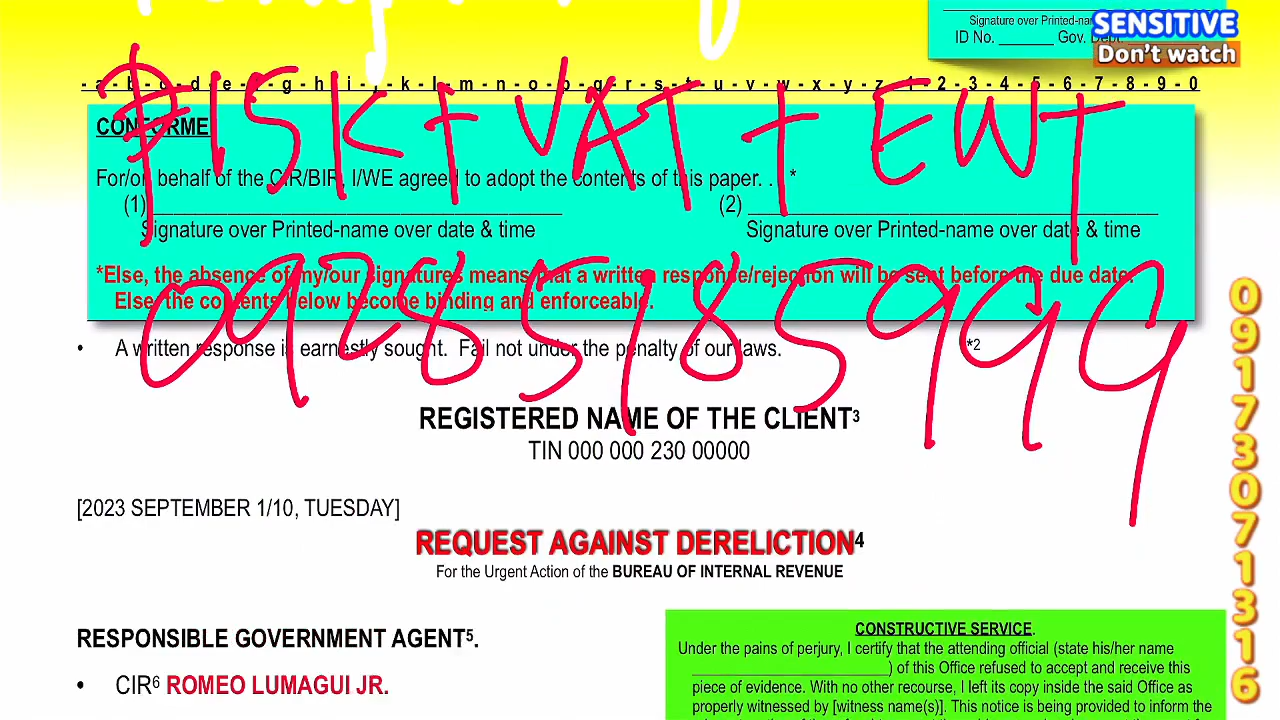 Signature over Printed-name
ID No. _______ Gov. Dept.
SENSITIVE
Don't watch
- a - b - c - d - e - f - g - h - i - j - k - l - m - n - o - p - q - r - s - t - u - v - w - x - y - z - 1 - 2 - 3 - 4 - 5 - 6 - 7 - 8 - 9 - 0
₱15K + VAT + EWT
CONFORME
For/on behalf of the CIR/BIR, I/WE agreed to adopt the contents of this paper. . . *
(1) ______________________________ (2) ______________________________
Signature over Printed-name over date & time Signature over Printed-name over date & time
*Else, the absence of my/our signatures means that a written response/rejection will be sent before the due date.
Else, the contents below become binding and enforceable.
09285185999
• A written response is earnestly sought. Fail not under the penalty of our laws. *2
REGISTERED NAME OF THE CLIENT3
TIN 000 000 230 00000
[2023 SEPTEMBER 1/10, TUESDAY]
REQUEST AGAINST DERELICTION4
For the Urgent Action of the BUREAU OF INTERNAL REVENUE
RESPONSIBLE GOVERNMENT AGENT5.
• CIR6 ROMEO LUMAGUI JR.
CONSTRUCTIVE SERVICE.
Under the pains of perjury, I certify that the attending official (state his/her name
______________________) of this Office refused to accept and receive this
piece of evidence. With no other recourse, I left its copy inside the said Office as
properly witnessed by [witness name(s)]. This notice is being provided to inform the
09173071316